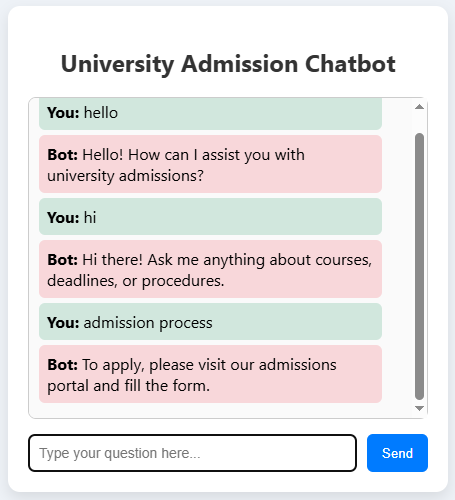 University Admission Chatbot
You: hello
Bot: Hello! How can I assist you with
university admissions?
You: hi
Bot: Hi there! Ask me anything about courses,
deadlines, or procedures.
You: admission process
Bot: To apply, please visit our admissions
portal and fill the form.
Type your question here...
Send